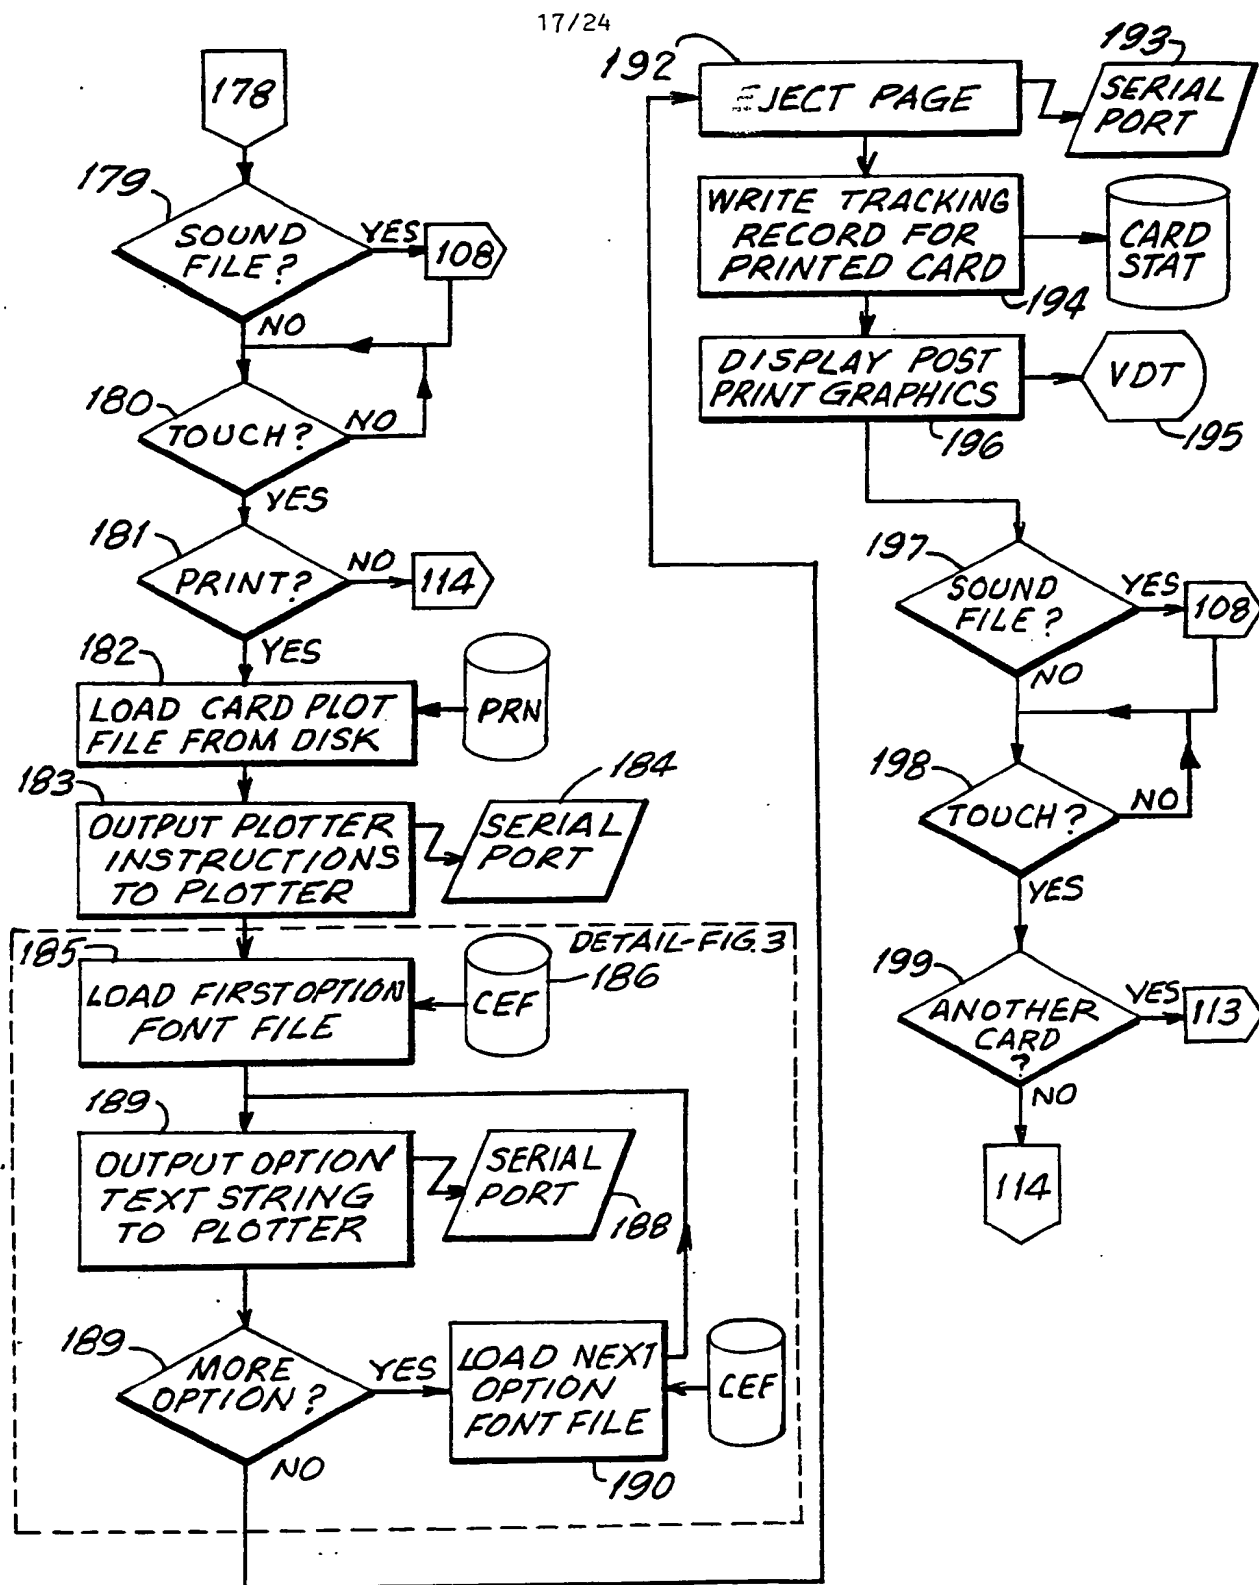 17/24
178
179
SOUND
FILE?
YES
108
NO
180
TOUCH?
NO
YES
181
PRINT?
NO
114
YES
182
LOAD CARD PLOT
FILE FROM DISK
PRN
183
OUTPUT PLOTTER
INSTRUCTIONS
TO PLOTTER
184
SERIAL
PORT
DETAIL-FIG.3
185
LOAD FIRST OPTION
FONT FILE
CEF
186
189
OUTPUT OPTION
TEXT STRING
TO PLOTTER
SERIAL
PORT
188
189
MORE
OPTION?
YES
LOAD NEXT
OPTION
FONT FILE
CEF
190
NO
192
EJECT PAGE
193
SERIAL
PORT
WRITE TRACKING
RECORD FOR
PRINTED CARD
194
CARD
STAT
DISPLAY POST
PRINT GRAPHICS
196
VDT
195
197
SOUND
FILE?
YES
108
NO
198
TOUCH?
NO
YES
199
ANOTHER
CARD
?
YES
113
NO
114